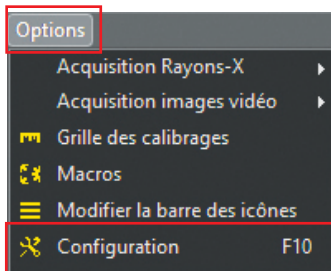 Options
Acquisition Rayons-X
Acquisition images vidéo
Grille des calibrages
Macros
Modifier la barre des icônes
Configuration F10